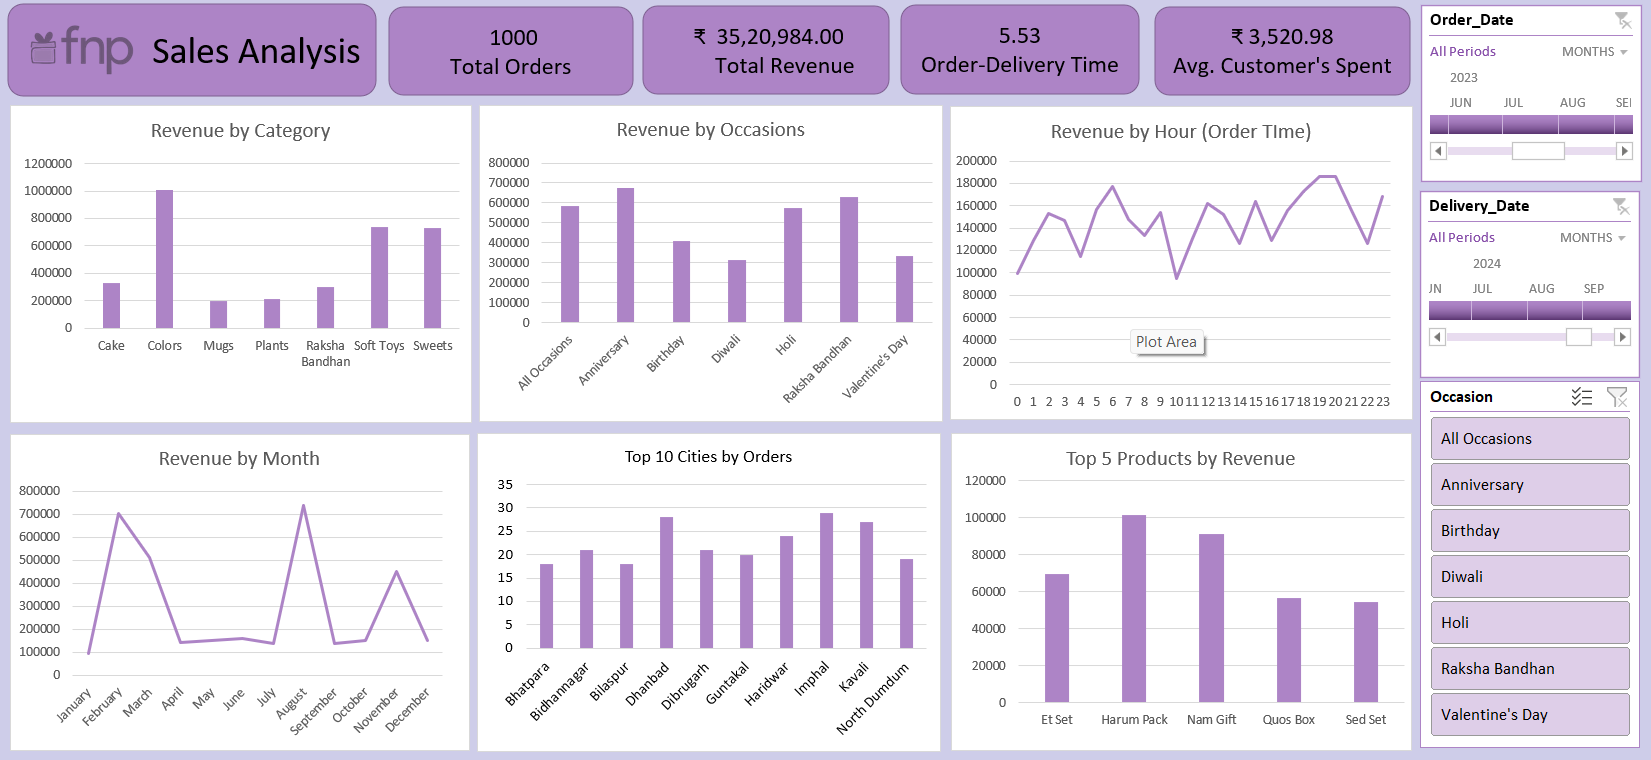 fnp Sales Analysis
1000
Total Orders
₹ 35,20,984.00
Total Revenue
5.53
Order-Delivery Time
₹ 3,520.98
Avg. Customer's Spent
Order_Date
All Periods MONTHS
2023
JUN JUL AUG SEI
Revenue by Category
1200000
1000000
800000
600000
400000
200000
0
Cake Colors Mugs Plants Raksha Bandhan Soft Toys Sweets
Revenue by Occasions
800000
700000
600000
500000
400000
300000
200000
100000
0
All Occasions Anniversary Birthday Diwali Holi Raksha Bandhan Valentine's Day
Revenue by Hour (Order TIme)
200000
180000
160000
140000
120000
100000
80000
60000
40000
20000
0
Plot Area
0 1 2 3 4 5 6 7 8 9 10 11 12 13 14 15 16 17 18 19 20 21 22 23
Delivery_Date
All Periods MONTHS
2024
JN JUL AUG SEP
Occasion
All Occasions
Anniversary
Birthday
Diwali
Holi
Raksha Bandhan
Valentine's Day
Revenue by Month
800000
700000
600000
500000
400000
300000
200000
100000
0
January February March April May June July August September October November December
Top 10 Cities by Orders
35
30
25
20
15
10
5
0
Bhatpara Bidhannagar Bilaspur Dhanbad Dibrugarh Guntakal Haridwar Imphal Kavali North Dumdum
Top 5 Products by Revenue
120000
100000
80000
60000
40000
20000
0
Et Set Harum Pack Nam Gift Quos Box Sed Set